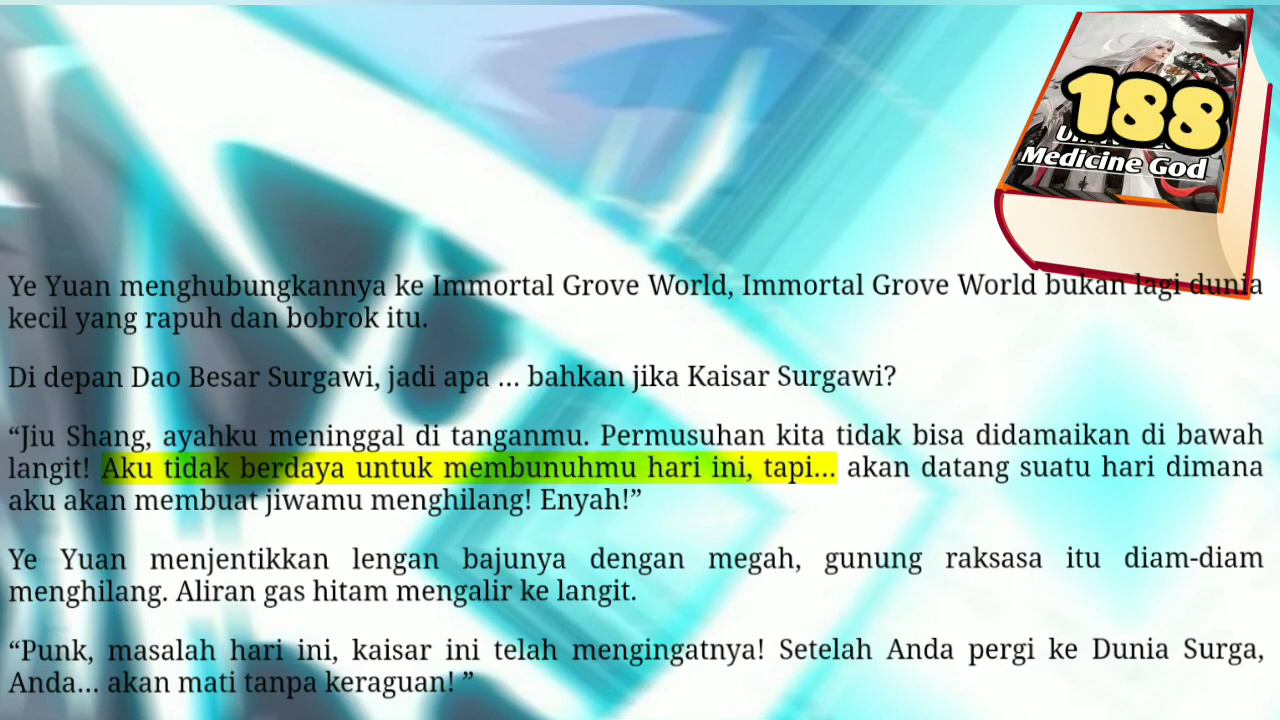 188
Medicine God
Ye Yuan menghubungkannya ke Immortal Grove World, Immortal Grove World bukan lagi dunia
kecil yang rapuh dan bobrok itu.
Di depan Dao Besar Surgawi, jadi apa ... bahkan jika Kaisar Surgawi?
“Jiu Shang, ayahku meninggal di tanganmu. Permusuhan kita tidak bisa didamaikan di bawah
langit! Aku tidak berdaya untuk membunuhmu hari ini, tapi... akan datang suatu hari dimana
aku akan membuat jiwamu menghilang! Enyah!”
Ye Yuan menjentikkan lengan bajunya dengan megah, gunung raksasa itu diam-diam
menghilang. Aliran gas hitam mengalir ke langit.
“Punk, masalah hari ini, kaisar ini telah mengingatnya! Setelah Anda pergi ke Dunia Surga,
Anda... akan mati tanpa keraguan! ”